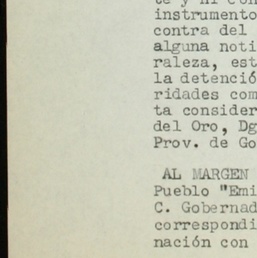 te y ni con
instrumento
contra del
alguna noti
raleza, est
la detenció
ridades com
ta consider
del Oro, Dg
Prov. de Go
AL MARGEN
Pueblo "Emi
C. Gobernad
correspondi
nación con